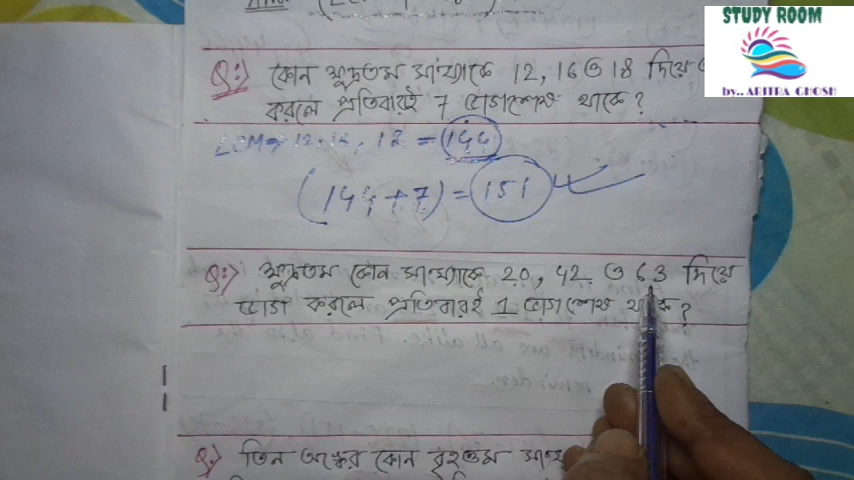 STUDY ROOM
by.. ARITRA GHOSH
Q:) কোন ক্ষুদ্রতম সংখ্যাকে 12, 16 ও 18 দিয়ে
করলে প্রতিবারই 7 ভাগশেষ থাকে?
LCM ⇒ 12, 16, 18 = 144
(144+7) = 151
Q:) ক্ষুদ্রতম কোন সংখ্যাকে 20, 42 ও 63 দিয়ে
ভাগ করলে প্রতিবারই 1 ভাগশেষ থাকে?
Q:) তিন অঙ্কের কোন বৃহত্তম